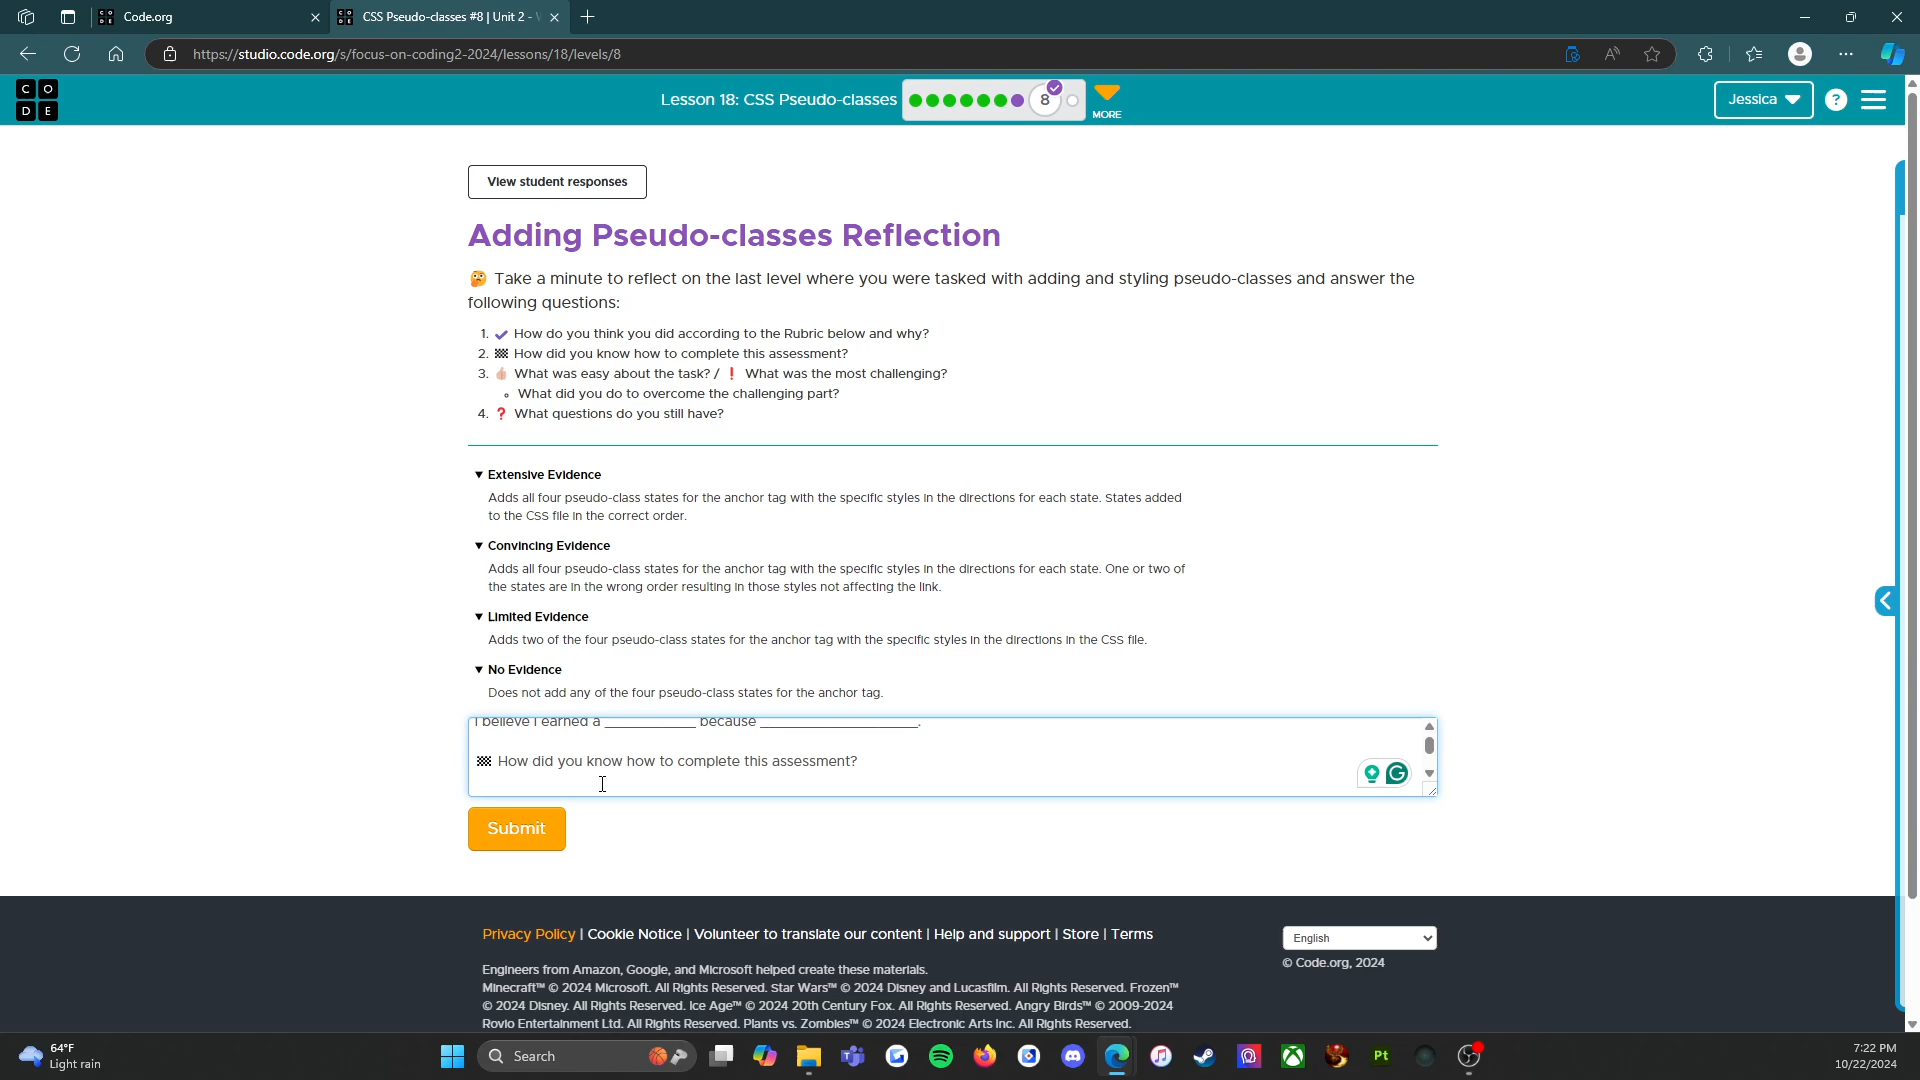 Code.org
CSS Pseudo-classes #8 | Unit 2 -
https://studio.code.org/s/focus-on-coding2-2024/lessons/18/levels/8
C O
D E
Lesson 18: CSS Pseudo-classes
8
MORE
Jessica
?
View student responses
Adding Pseudo-classes Reflection
🤔 Take a minute to reflect on the last level where you were tasked with adding and styling pseudo-classes and answer the
following questions:
1. ✔ How do you think you did according to the Rubric below and why?
2. 🏁 How did you know how to complete this assessment?
3. 👍 What was easy about the task? / ❗ What was the most challenging?
◦ What did you do to overcome the challenging part?
4. ❓ What questions do you still have?
▼ Extensive Evidence
Adds all four pseudo-class states for the anchor tag with the specific styles in the directions for each state. States added
to the CSS file in the correct order.
▼ Convincing Evidence
Adds all four pseudo-class states for the anchor tag with the specific styles in the directions for each state. One or two of
the states are in the wrong order resulting in those styles not affecting the link.
▼ Limited Evidence
Adds two of the four pseudo-class states for the anchor tag with the specific styles in the directions in the CSS file.
▼ No Evidence
Does not add any of the four pseudo-class states for the anchor tag.
I believe I earned a ____________ because _____________________.
🏁 How did you know how to complete this assessment?
Submit
Privacy Policy | Cookie Notice | Volunteer to translate our content | Help and support | Store | Terms
English
© Code.org, 2024
Engineers from Amazon, Google, and Microsoft helped create these materials.
Minecraft™ © 2024 Microsoft. All Rights Reserved. Star Wars™ © 2024 Disney and Lucasfilm. All Rights Reserved. Frozen™
© 2024 Disney. All Rights Reserved. Ice Age™ © 2024 20th Century Fox. All Rights Reserved. Angry Birds™ © 2009-2024
Rovio Entertainment Ltd. All Rights Reserved. Plants vs. Zombies™ © 2024 Electronic Arts Inc. All Rights Reserved.
64°F
Light rain
Search
Pt
7:22 PM
10/22/2024